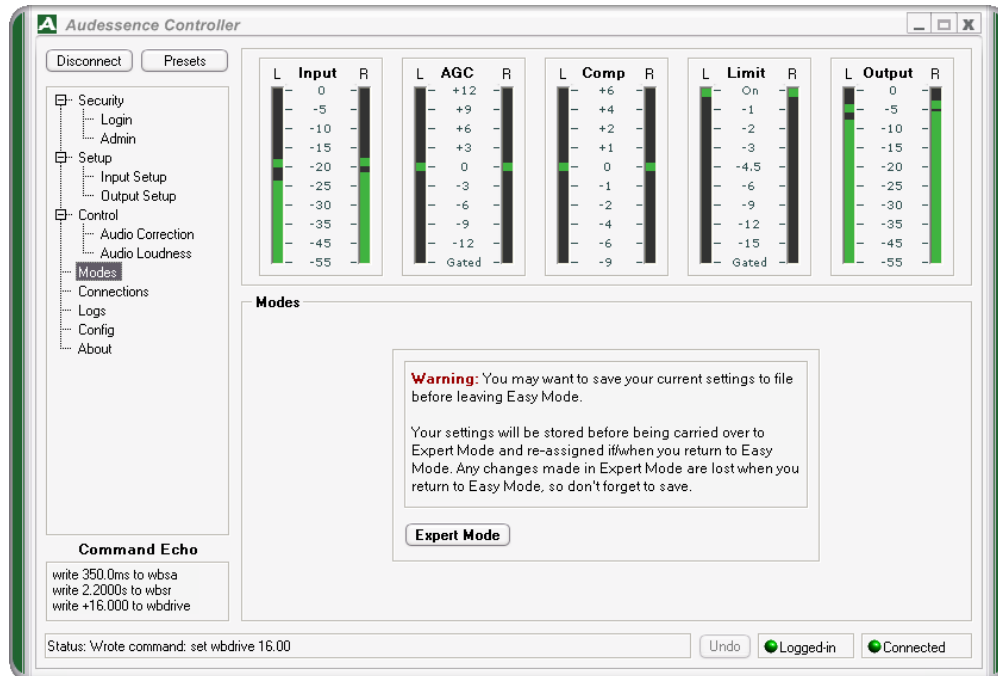 Audessence Controller
Disconnect
Presets
Security
Login
Admin
Setup
Input Setup
Output Setup
Control
Audio Correction
Audio Loudness
Modes
Connections
Logs
Config
About
L Input R
0
-5
-10
-15
-20
-25
-30
-35
-45
-55
L AGC R
+12
+9
+6
+3
0
-3
-6
-9
-12
Gated
L Comp R
+6
+4
+2
+1
0
-1
-2
-4
-6
-9
L Limit R
On
-1
-2
-3
-4.5
-6
-9
-12
-15
Gated
L Output R
0
-5
-10
-15
-20
-25
-30
-35
-45
-55
Modes
Warning: You may want to save your current settings to file
before leaving Easy Mode.
Your settings will be stored before being carried over to
Expert Mode and re-assigned if/when you return to Easy
Mode. Any changes made in Expert Mode are lost when you
return to Easy Mode, so don't forget to save.
Expert Mode
Command Echo
write 350.0ms to wbsa
write 2.2000s to wbsr
write +16.000 to wbdrive
Status: Wrote command: set wbdrive 16.00
Undo
Logged-in
Connected